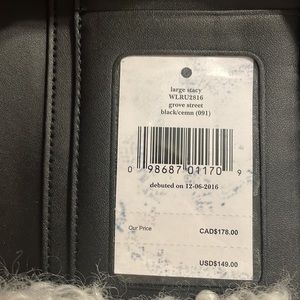 large stacy
WLRU2816
grove street
black/cemn (091)
0 98687 01170 9
debuted on 12-06-2016
Our Price
CAD$178.00
USD$149.00